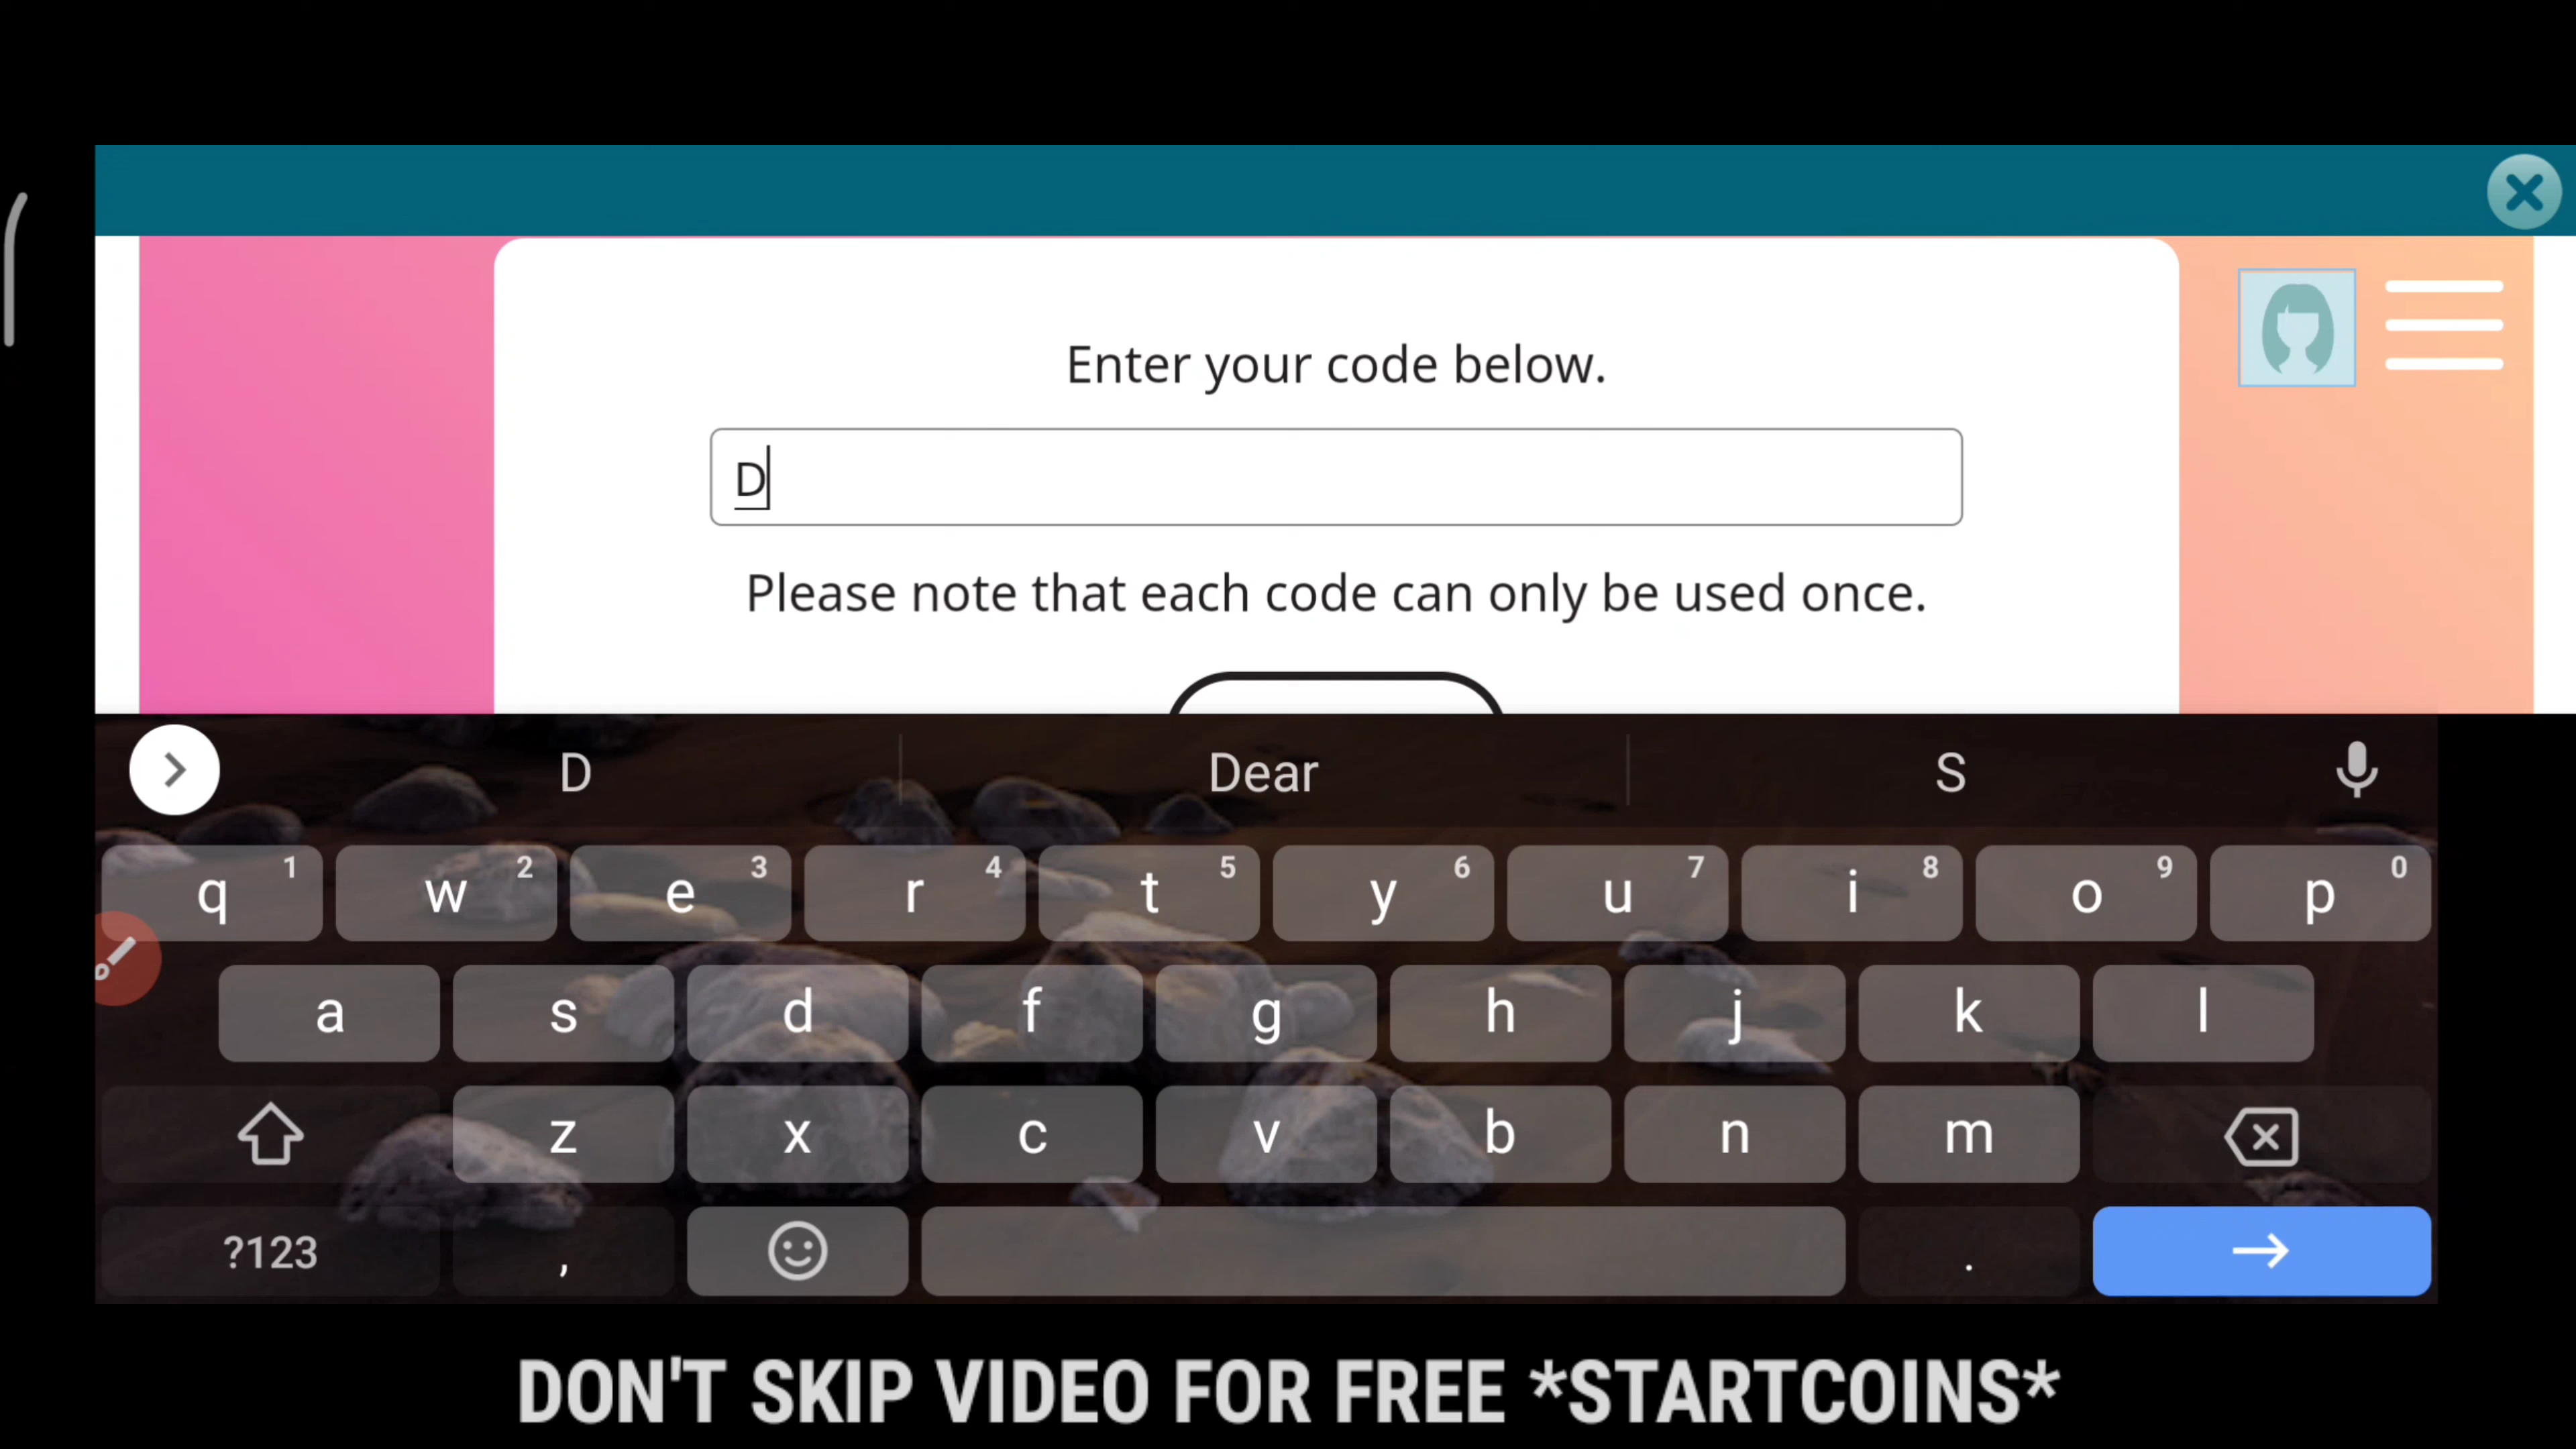 Enter your code below.
D
Please note that each code can only be used once.
D Dear S
q 1 w 2 e 3 r 4 t 5 y 6 u 7 i 8 o 9 p 0
a s d f g h j k l
z x c v b n m
?123 , .
DON'T SKIP VIDEO FOR FREE *STARTCOINS*